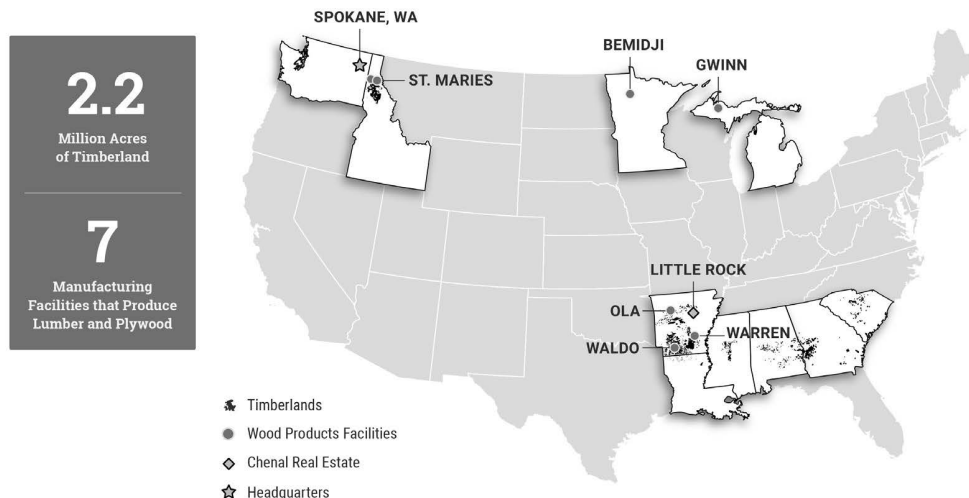 2.2
Million Acres
of Timberland
7
Manufacturing
Facilities that Produce
Lumber and Plywood
SPOKANE, WA
ST. MARIES
BEMIDJI
GWINN
LITTLE ROCK
OLA
WARREN
WALDO
Timberlands
Wood Products Facilities
Chenal Real Estate
Headquarters